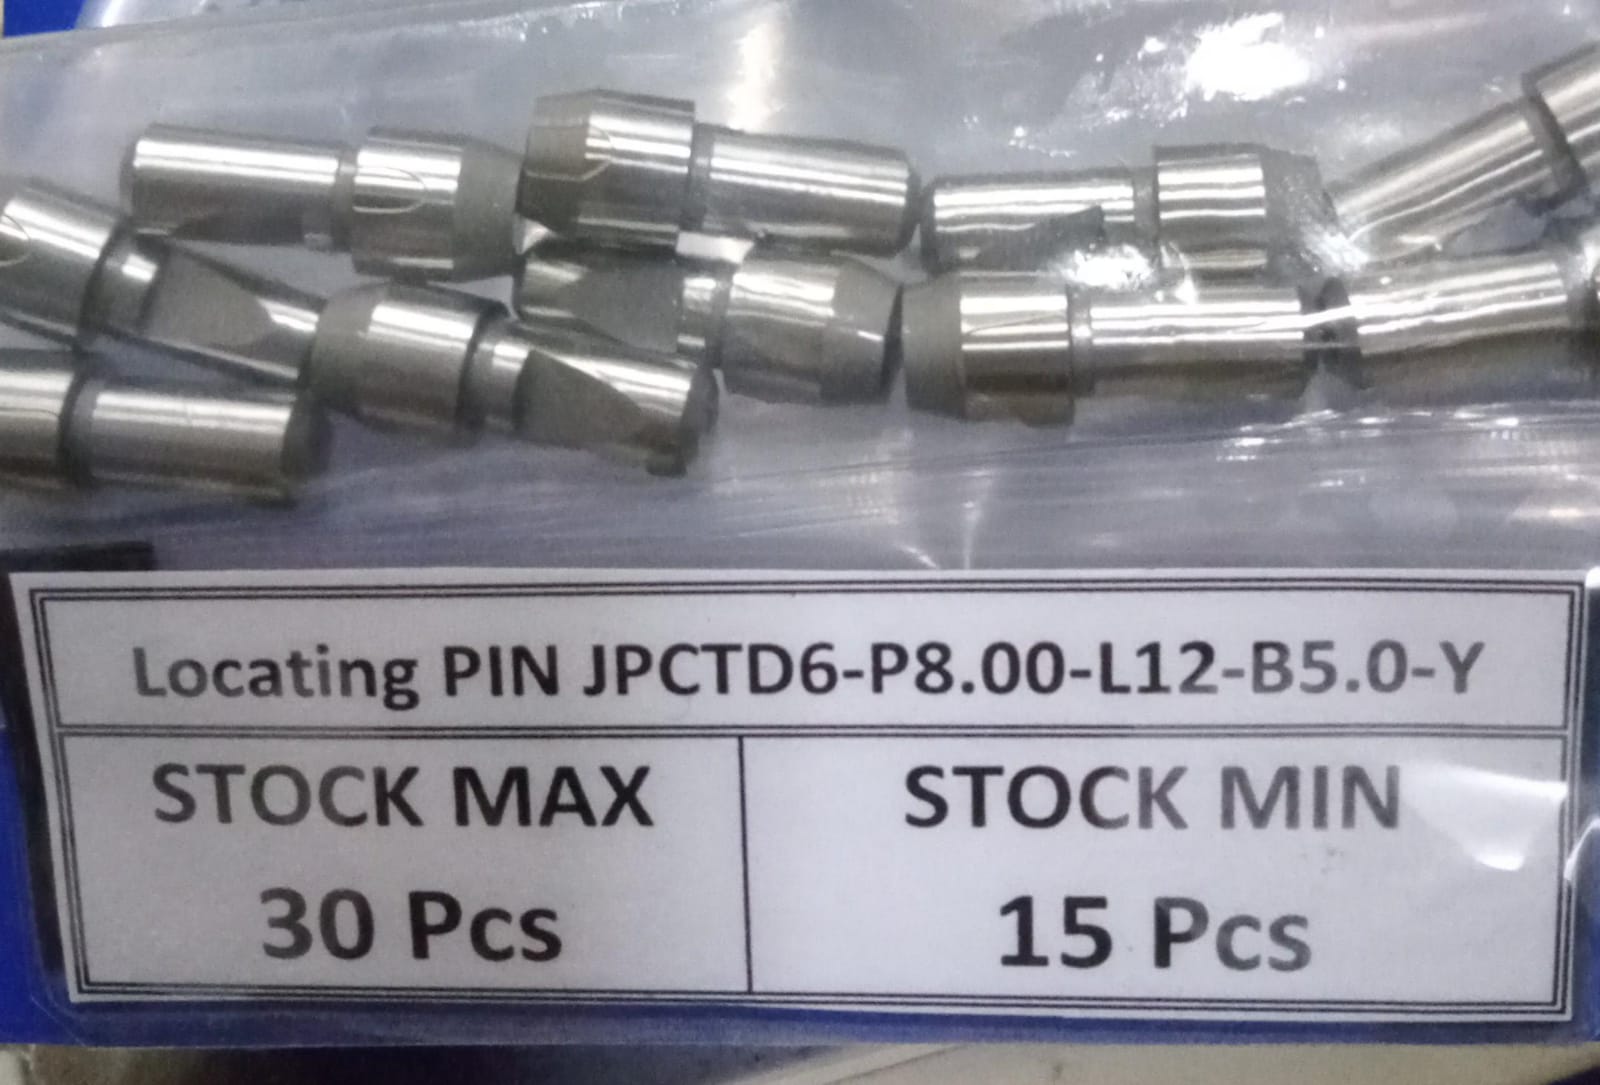 Locating PIN JPCTD6-P8.00-L12-B5.0-Y
STOCK MAX
STOCK MIN
30 Pcs
15 Pcs